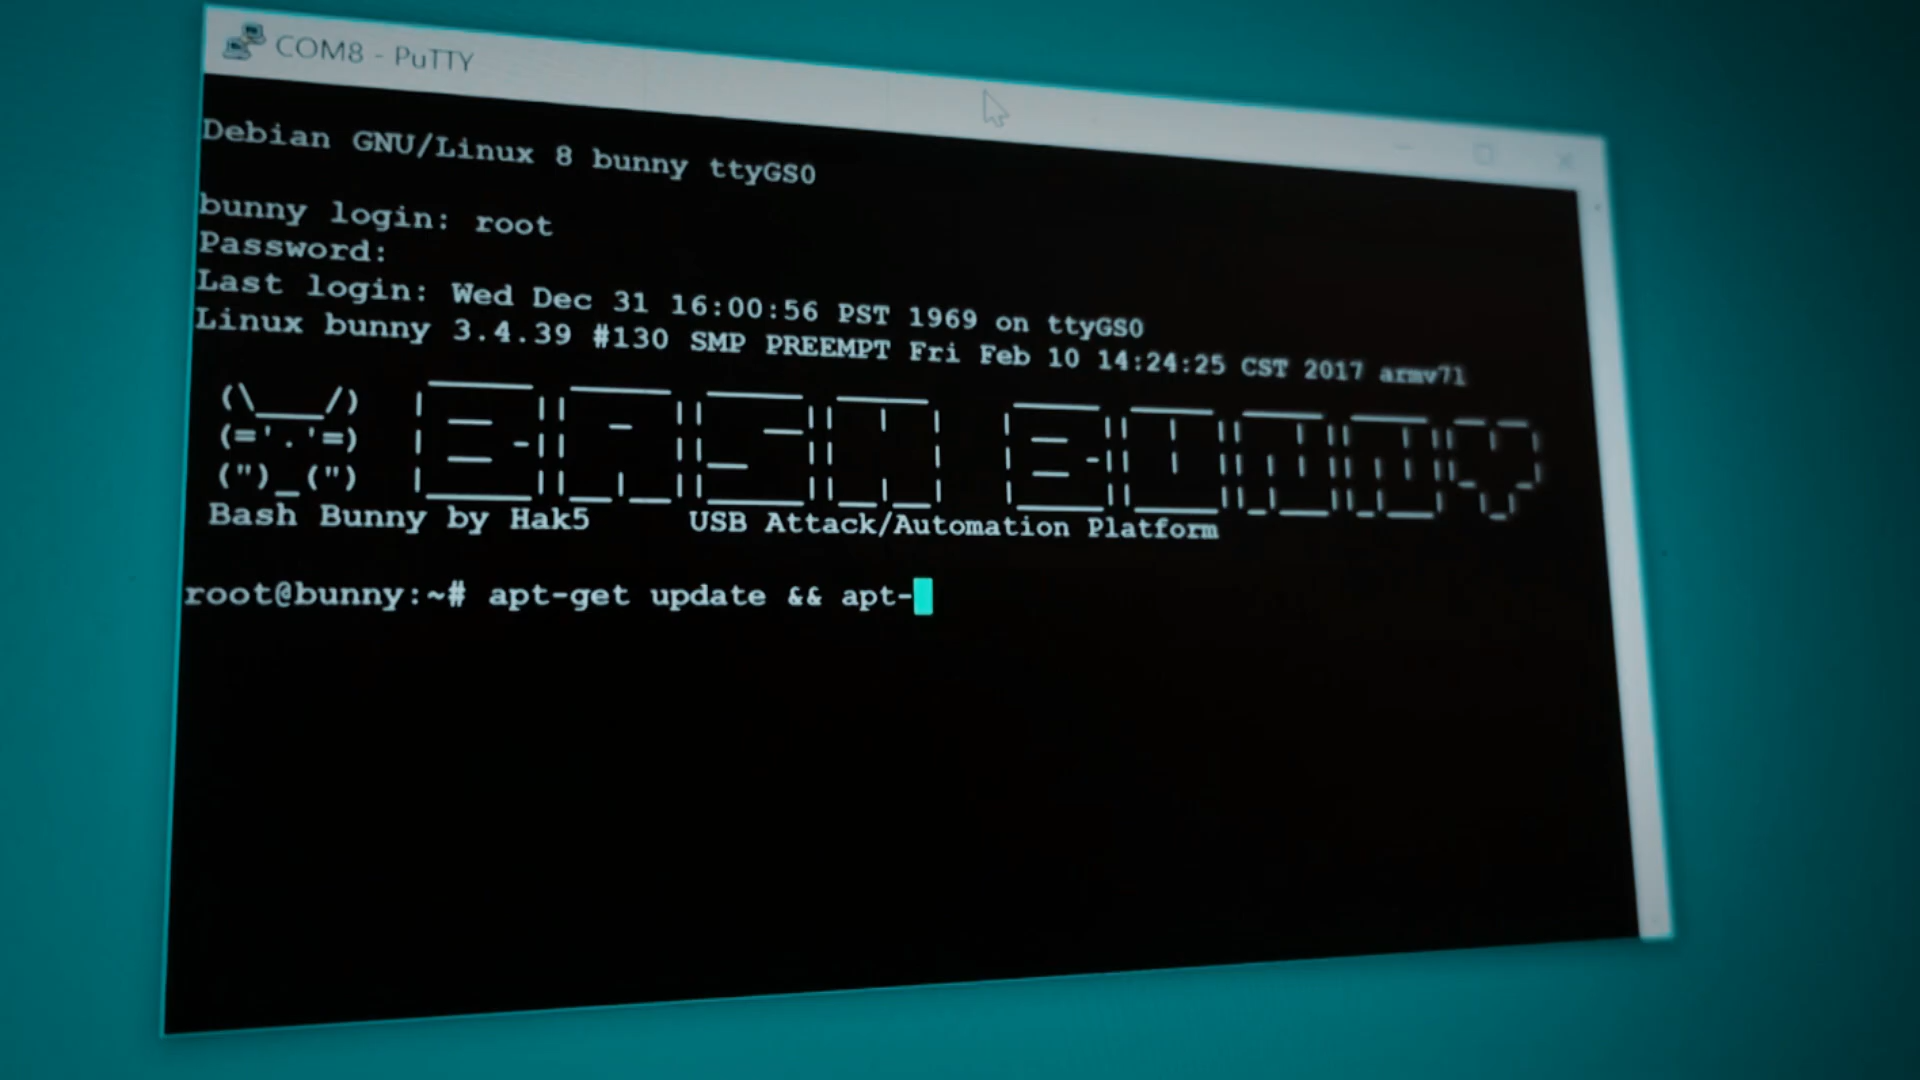 COM8 - PuTTY
Debian GNU/Linux 8 bunny ttyGS0
bunny login: root
Password:
Last login: Wed Dec 31 16:00:56 PST 1969 on ttyGS0
Linux bunny 3.4.39 #130 SMP PREEMPT Fri Feb 10 14:24:25 CST 2017 armv7l
BASH BUNNY
Bash Bunny by Hak5 USB Attack/Automation Platform
root@bunny:~# apt-get update && apt-